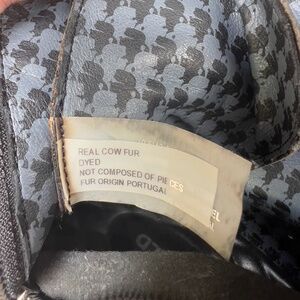 REAL COW FUR
DYED
NOT COMPOSED OF PIECES
FUR ORIGIN PORTUGAL